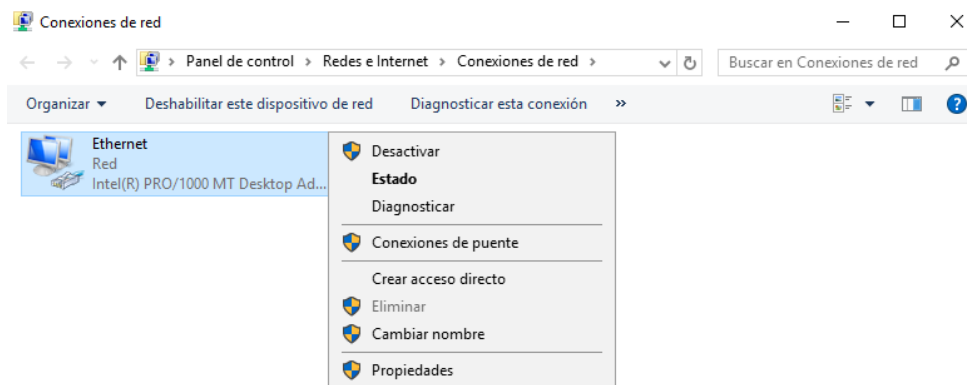 Conexiones de red
Panel de control > Redes e Internet > Conexiones de red >
Buscar en Conexiones de red
Organizar Deshabilitar este dispositivo de red Diagnosticar esta conexión »
Ethernet
Red
Intel(R) PRO/1000 MT Desktop Ad...
Desactivar
Estado
Diagnosticar
Conexiones de puente
Crear acceso directo
Eliminar
Cambiar nombre
Propiedades